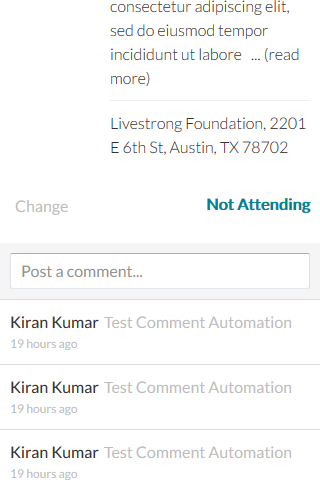 consectetur adipiscing elit,
sed do eiusmod tempor
incididunt ut labore ... (read
more)
Livestrong Foundation, 2201
E 6th St, Austin, TX 78702
Change
Not Attending
Post a comment...
Kiran Kumar Test Comment Automation
19 hours ago
Kiran Kumar Test Comment Automation
19 hours ago
Kiran Kumar Test Comment Automation
19 hours ago